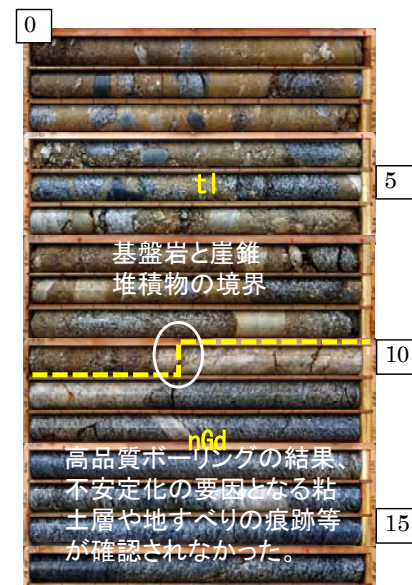 0
tl
5
基盤岩と崖錐
堆積物の境界
10
nGd
高品質ボーリングの結果、
不安定化の要因となる粘
土層や地すべりの痕跡等
が確認されなかった。
15